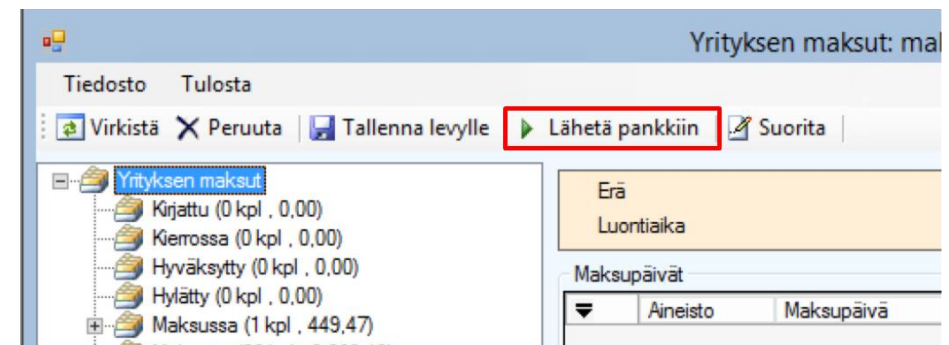 Yrityksen maksut: mak
Tiedosto Tulosta
Virkistä Peruuta Tallenna levylle Lähetä pankkiin Suorita
Yrityksen maksut
Kirjattu (0 kpl , 0,00)
Kierrossa (0 kpl , 0,00)
Hyväksytty (0 kpl , 0,00)
Hylätty (0 kpl , 0,00)
Maksussa (1 kpl , 449,47)
Erä
Luontiaika
Maksupäivät
Aineisto Maksupäivä